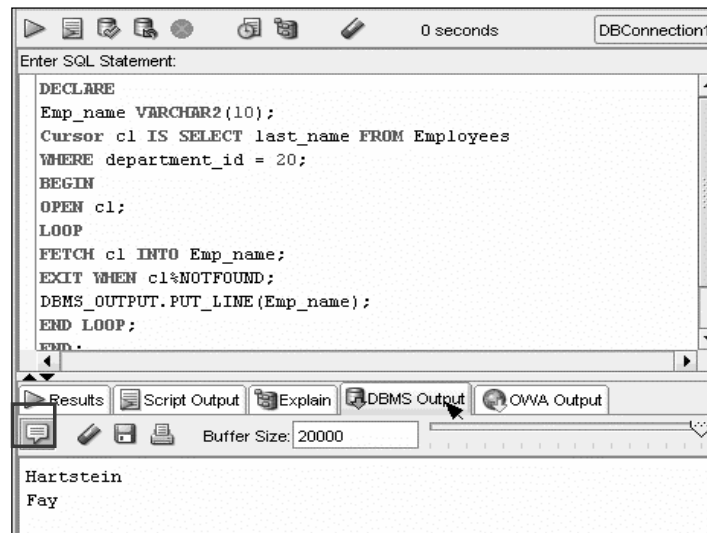 0 seconds
DBConnection1
Enter SQL Statement:
DECLARE
Emp_name VARCHAR2(10);
Cursor c1 IS SELECT last_name FROM Employees
WHERE department_id = 20;
BEGIN
OPEN c1;
LOOP
FETCH c1 INTO Emp_name;
EXIT WHEN c1%NOTFOUND;
DBMS_OUTPUT.PUT_LINE(Emp_name);
END LOOP;
END;
Results Script Output Explain DBMS Output OWA Output
Buffer Size: 20000
Hartstein
Fay